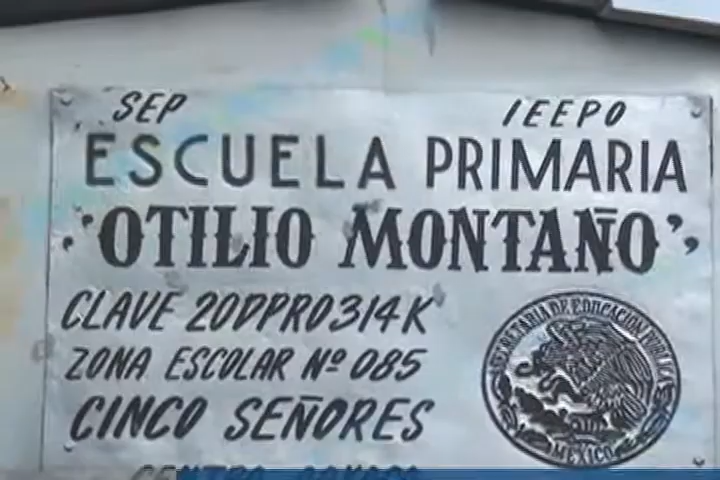 SEP IEEPO
ESCUELA PRIMARIA
"OTILIO MONTAÑO"
CLAVE 20DPR0314K
ZONA ESCOLAR Nº 085
CINCO SEÑORES
SECRETARIA DE EDUCACION PUBLICA
MEXICO